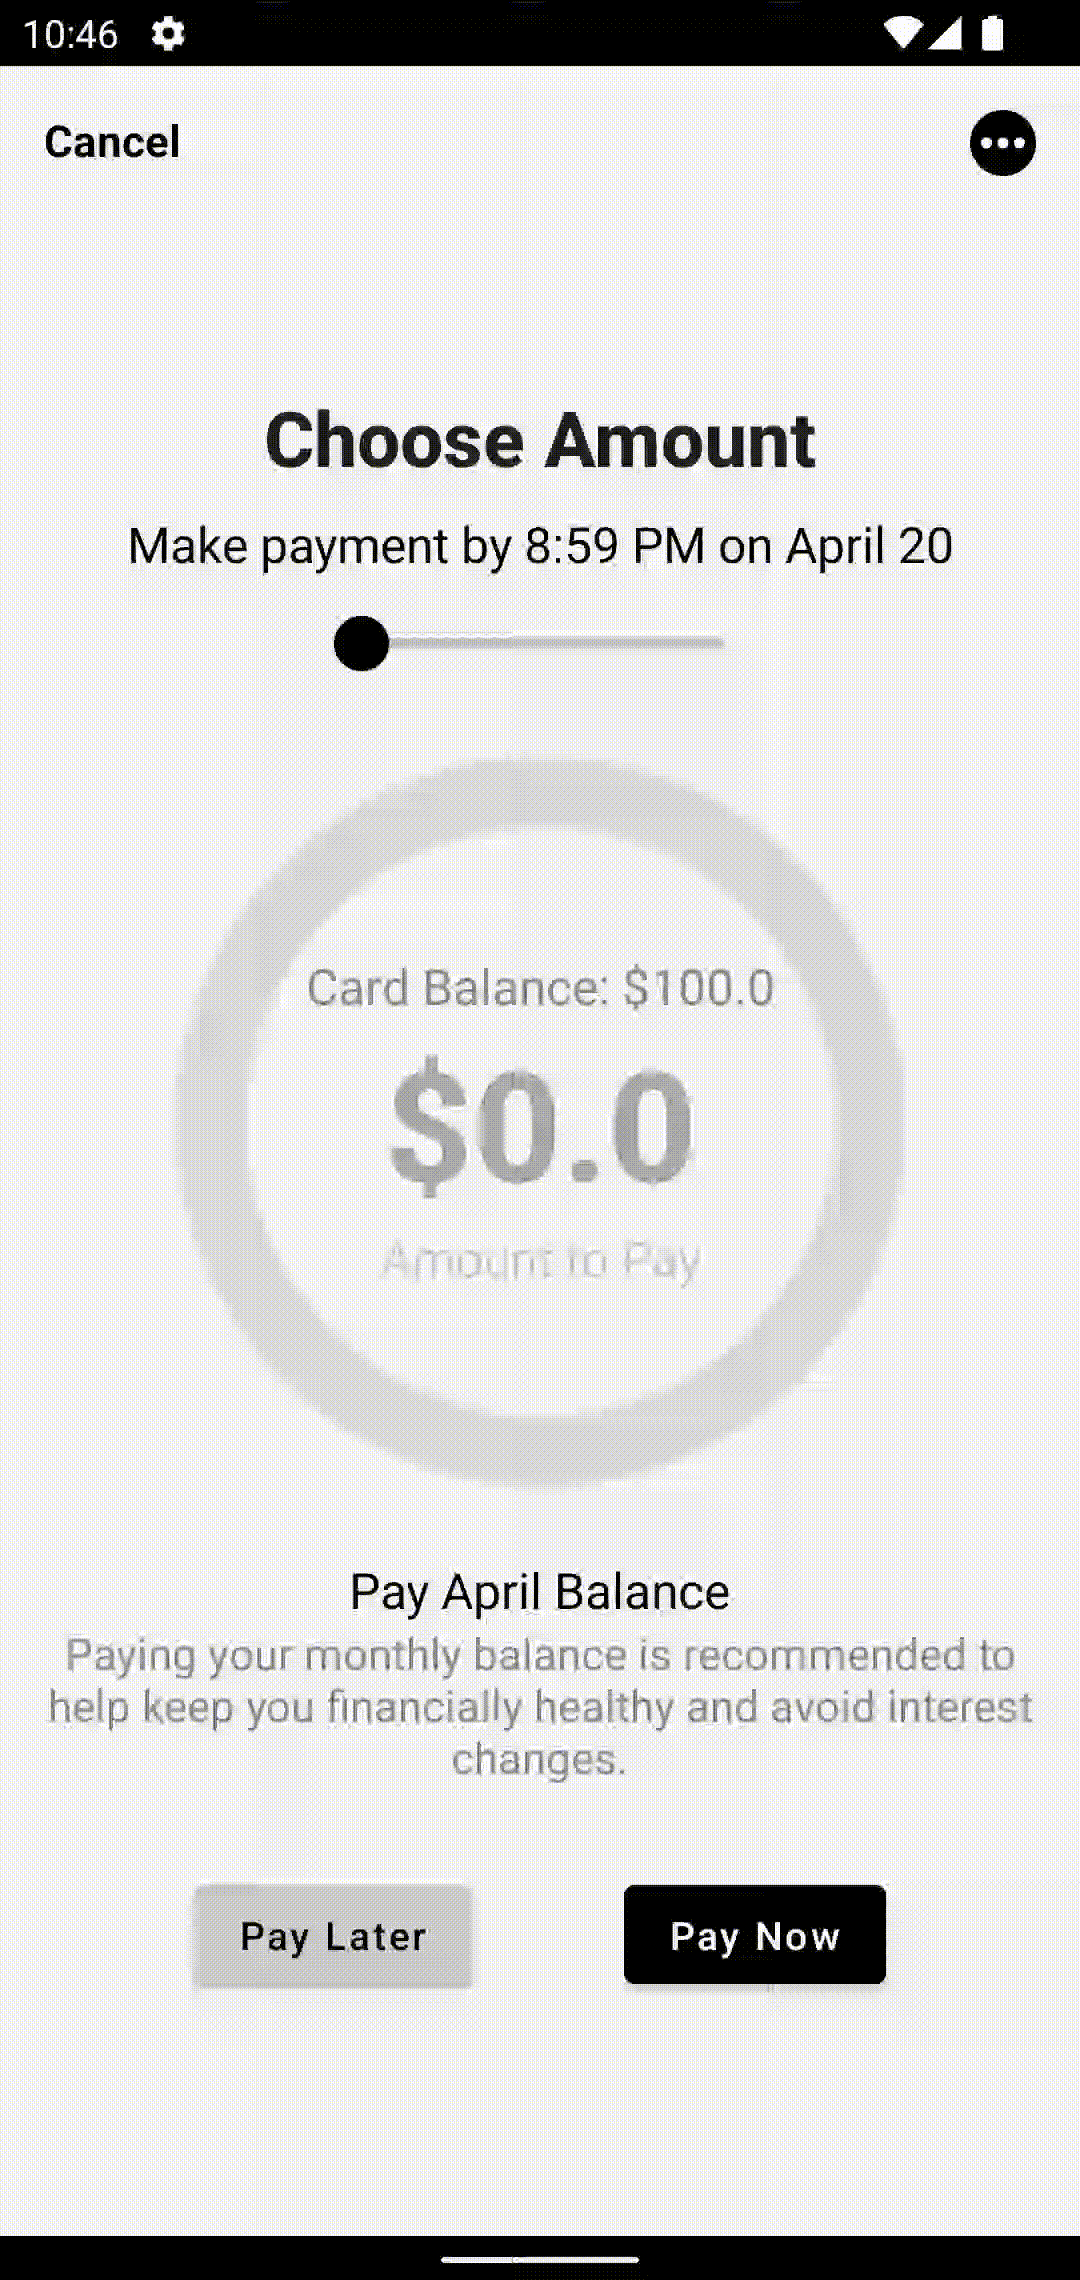 10:46
Cancel
Choose Amount
Make payment by 8:59 PM on April 20
Card Balance: $100.0
$0.0
Amount to Pay
Pay April Balance
Paying your monthly balance is recommended to
help keep you financially healthy and avoid interest
changes.
Pay Later
Pay Now